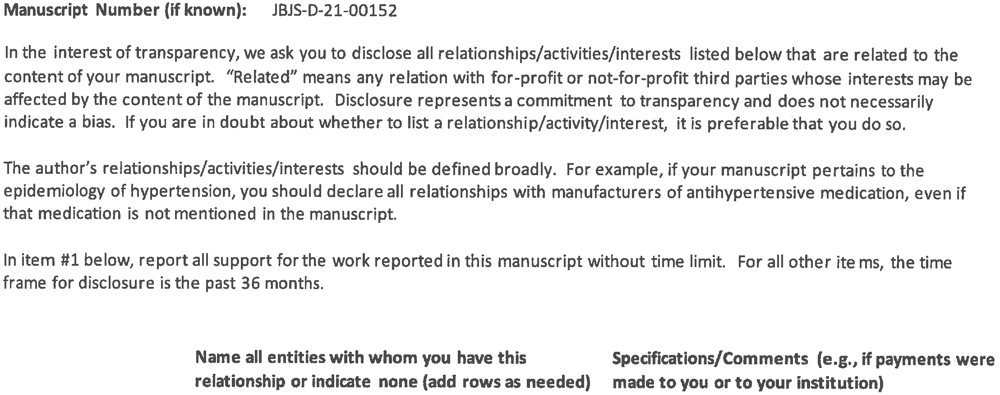 Manuscript Number (if known): JBJS-D-21-00152
In the interest of transparency, we ask you to disclose all relationships/activities/interests listed below that are related to the
content of your manuscript. "Related" means any relation with for-profit or not-for-profit third parties whose interests may be
affected by the content of the manuscript. Disclosure represents a commitment to transparency and does not necessarily
indicate a bias. If you are in doubt about whether to list a relationship/activity/interest, it is preferable that you do so.
The author's relationships/activities/interests should be defined broadly. For example, if your manuscript pertains to the
epidemiology of hypertension, you should declare all relationships with manufacturers of antihypertensive medication, even if
that medication is not mentioned in the manuscript.
In item #1 below, report all support for the work reported in this manuscript without time limit. For all other items, the time
frame for disclosure is the past 36 months.
Name all entities with whom you have this
relationship or indicate none (add rows as needed)
Specifications/Comments (e.g., if payments were
made to you or to your institution)